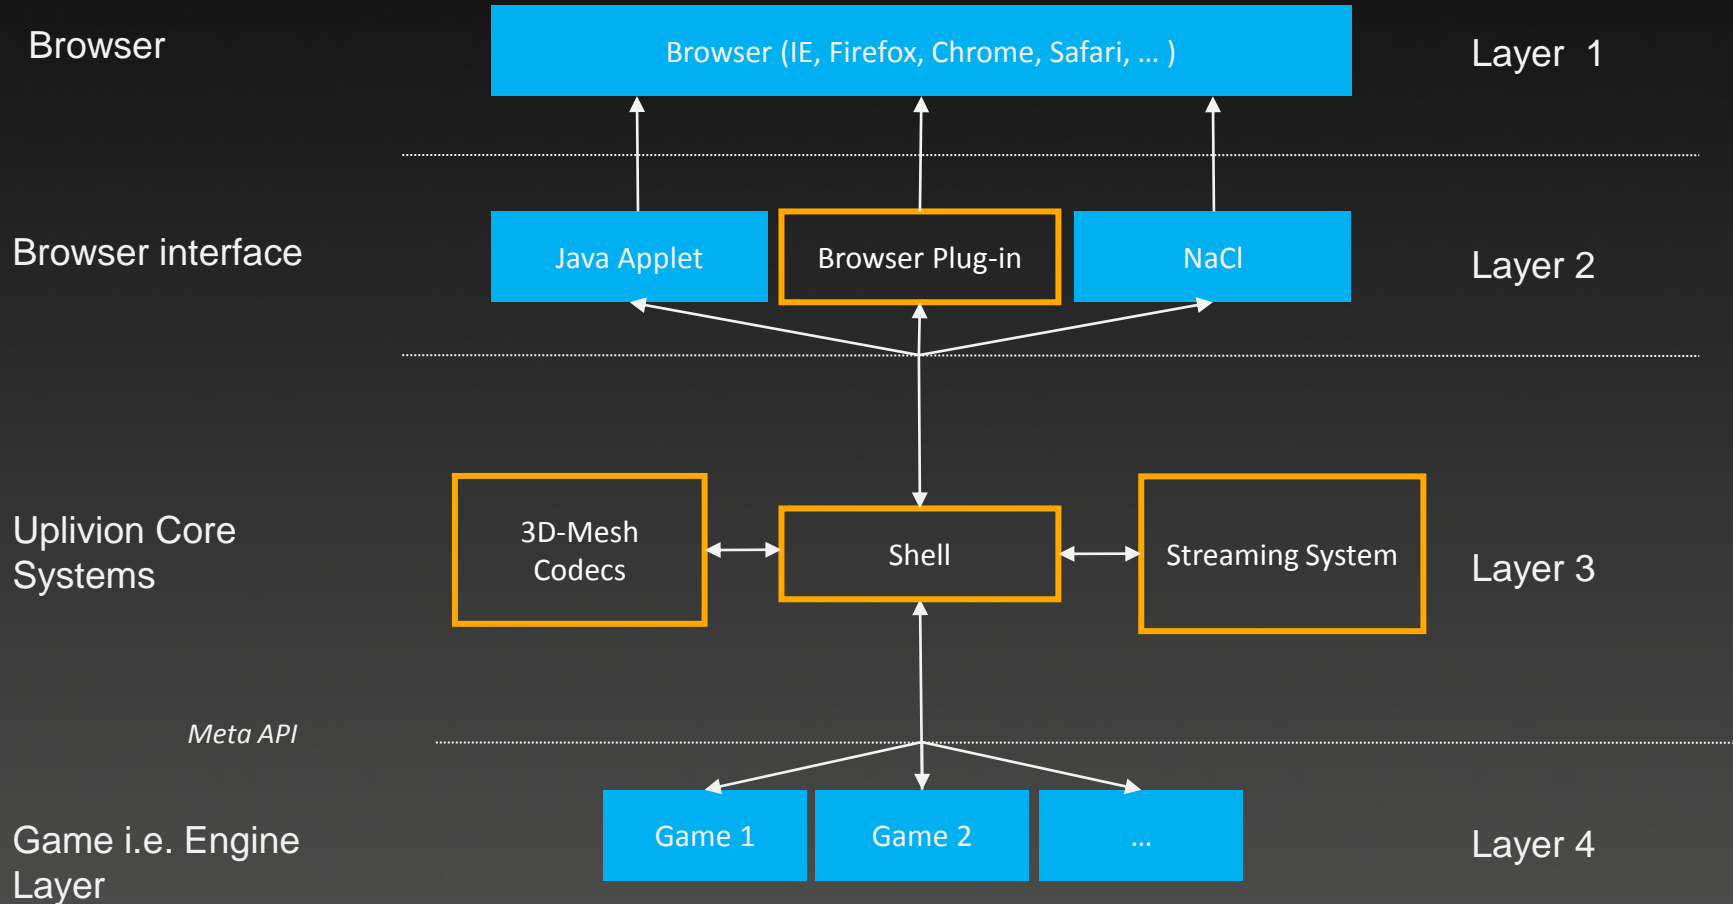 Browser
Browser (IE, Firefox, Chrome, Safari, ... )
Layer 1
Browser interface
Java Applet
Browser Plug-in
NaCl
Layer 2
Uplivion Core
Systems
3D-Mesh
Codecs
Shell
Streaming System
Layer 3
Meta API
Game i.e. Engine
Layer
Game 1
Game 2
...
Layer 4